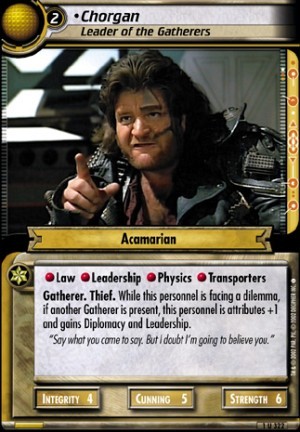 2 •Chorgan
Leader of the Gatherers
Acamarian
Law Leadership Physics Transporters
Gatherer. Thief. While this personnel is facing a dilemma,
if another Gatherer is present, this personnel is attributes +1
and gains Diplomacy and Leadership.
"Say what you came to say. But i doubt I'm going to believe you."
INTEGRITY 4 CUNNING 5 STRENGTH 6